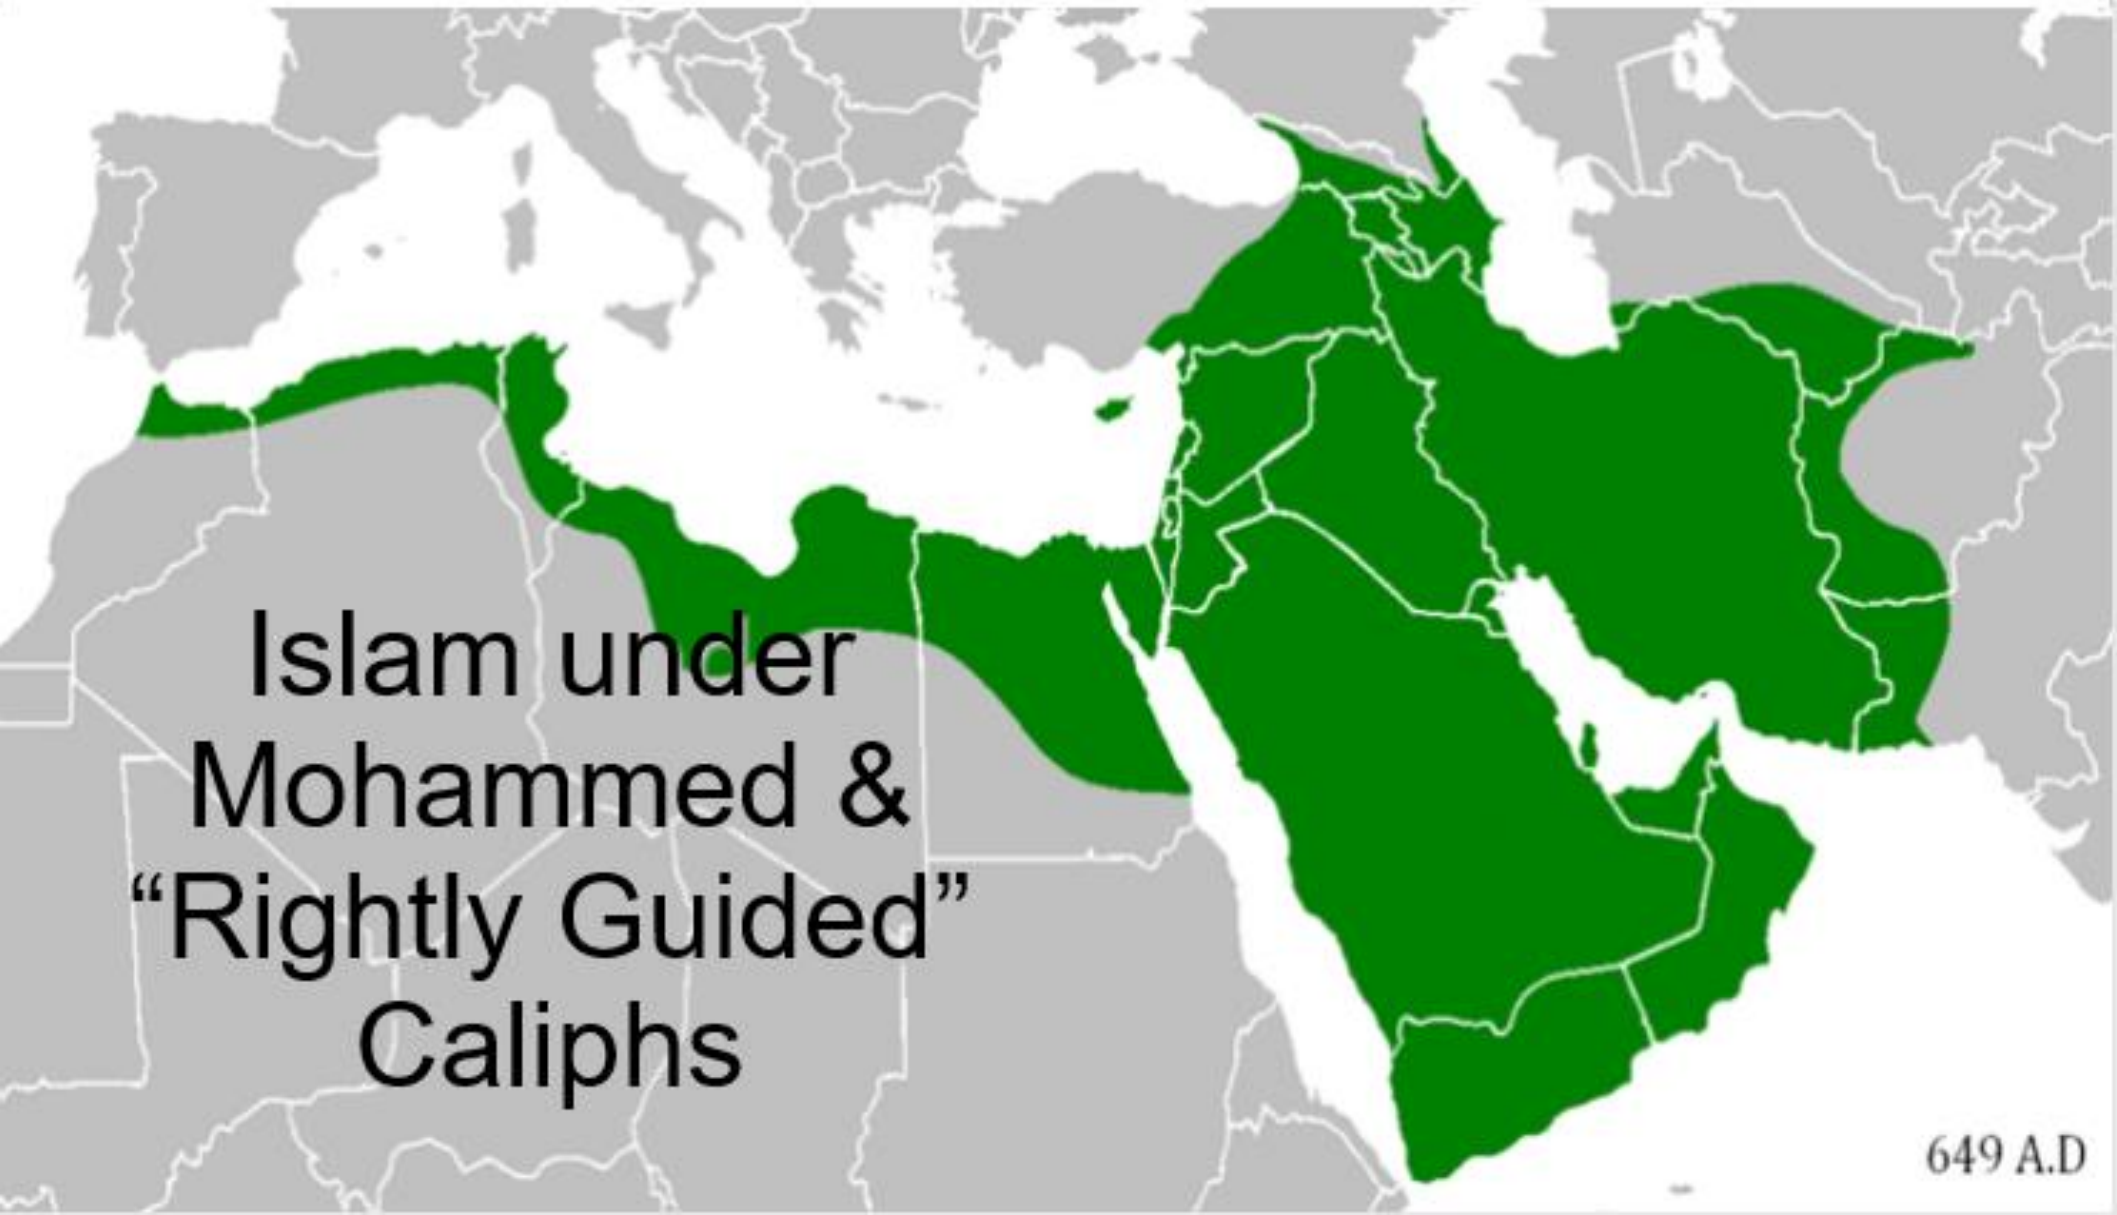 Islam under
Mohammed &
“Rightly Guided”
Caliphs
649 A.D